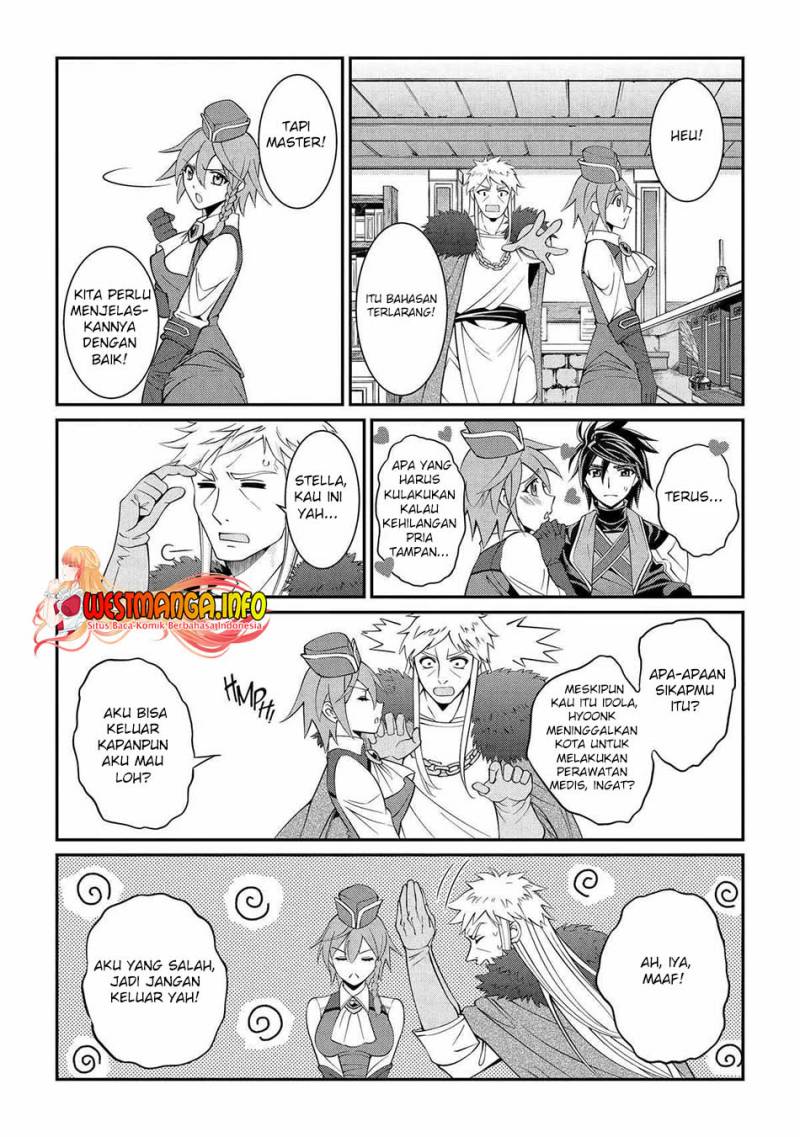 HEU!
ITU BAHASAN
TERLARANG!
TAPI
MASTER!
KITA PERLU
MENJELAS-
KANNYA
DENGAN
BAIK!
TERUS...
APA YANG
HARUS
KULAKUKAN
KALAU
KEHILANGAN
PRIA
TAMPAN...
STELLA,
KAU INI
YAH...
WESTMANGA.INFO
Situs Baca Komik Berbahasa Indonesia
APA-APAAN
SIKAPMU
ITU?
MESKIPUN
KAU ITU IDOLA,
HYOONK
MENINGGALKAN
KOTA UNTUK
MELAKUKAN
PERAWATAN
MEDIS, INGAT?
HMPH!
AKU BISA
KELUAR
KAPANPUN
AKU MAU
LOH?
AH, IYA,
MAAF!
AKU YANG SALAH,
JADI JANGAN
KELUAR YAH!